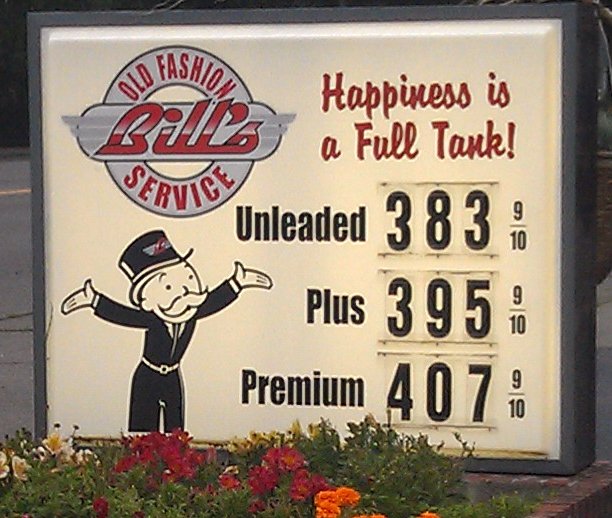 OLD FASHION
Bill's
SERVICE
Happiness is
a Full Tank!
Unleaded 383 9/10
Plus 395 9/10
Premium 407 9/10